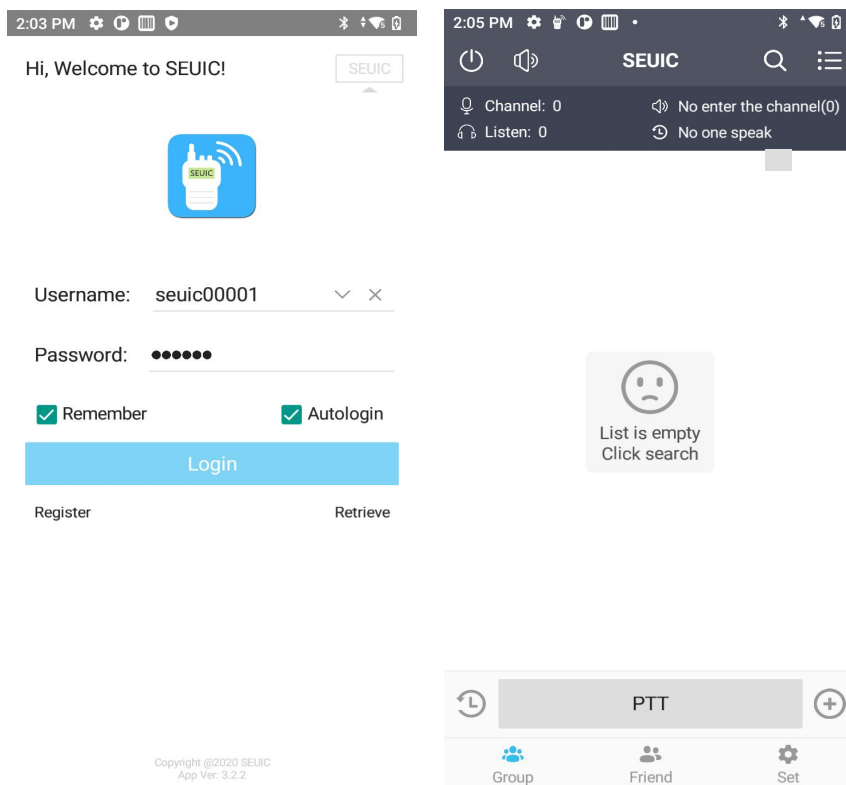 2:03 PM
Hi, Welcome to SEUIC!
SEUIC
SEUIC
Username: seuic00001
Password: ●●●●●●
Remember
Autologin
Login
Register
Retrieve
Copyright @2020 SEUIC
App Ver. 3.2.2
2:05 PM
SEUIC
Channel: 0
No enter the channel(0)
Listen: 0
No one speak
List is empty
Click search
PTT
Group
Friend
Set